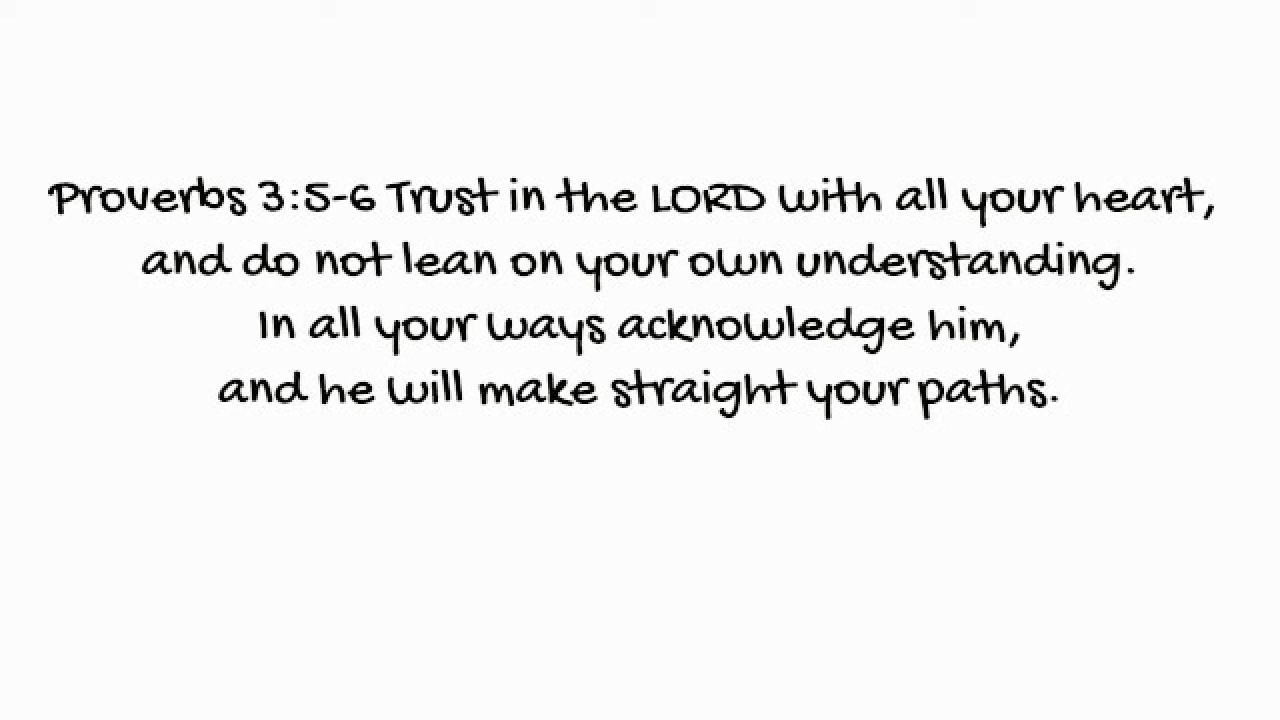 Proverbs 3:5-6 Trust in the LORD with all your heart,
and do not lean on your own understanding.
In all your ways acknowledge him,
and he will make straight your paths.